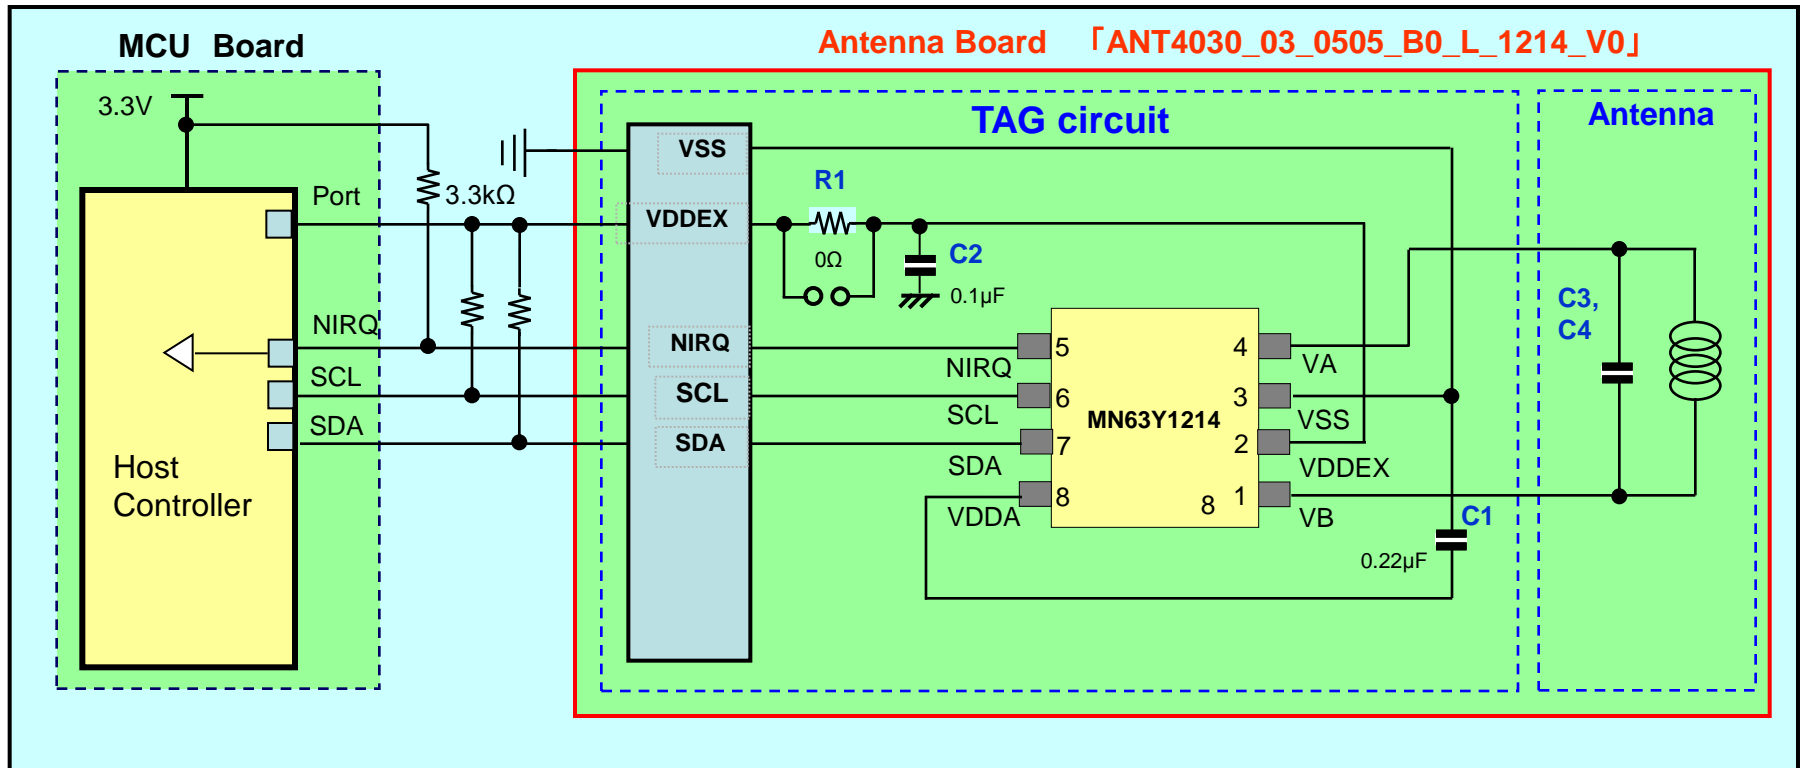 MCU Board
Antenna Board 「ANT4030_03_0505_B0_L_1214_V0」
3.3V
TAG circuit
Antenna
VSS
Port
3.3kΩ
R1
VDDEX
0Ω
C2
0.1µF
C3,
C4
NIRQ
NIRQ
5
4
NIRQ
VA
SCL
SCL
6
3
SCL
VSS
MN63Y1214
SDA
SDA
7
2
SDA
VDDEX
Host
Controller
8
8
1
VDDA
VB
C1
0.22µF